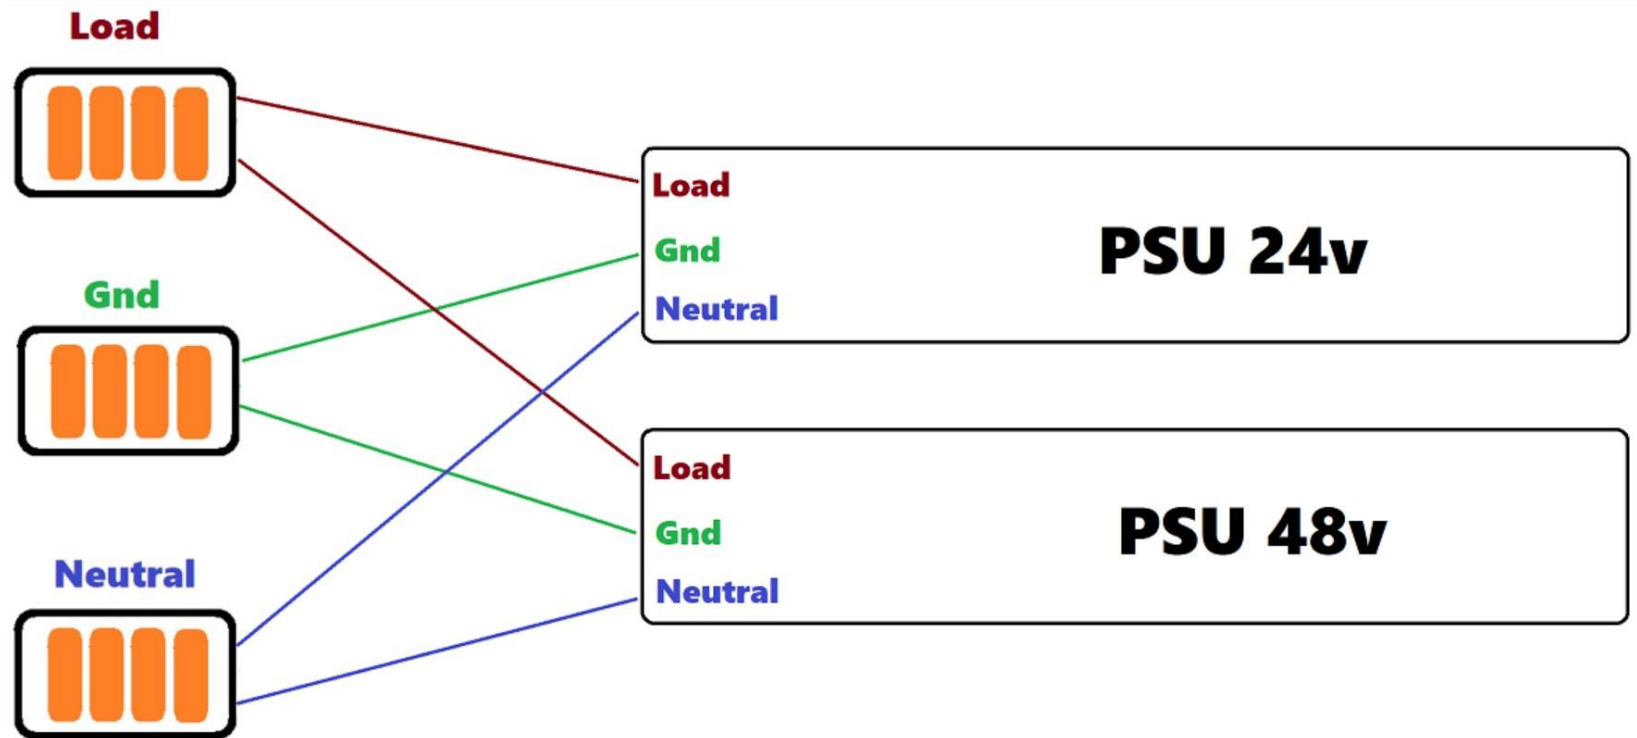 Load
Gnd
Neutral
Load
Gnd
Neutral
PSU 24v
Load
Gnd
Neutral
PSU 48v